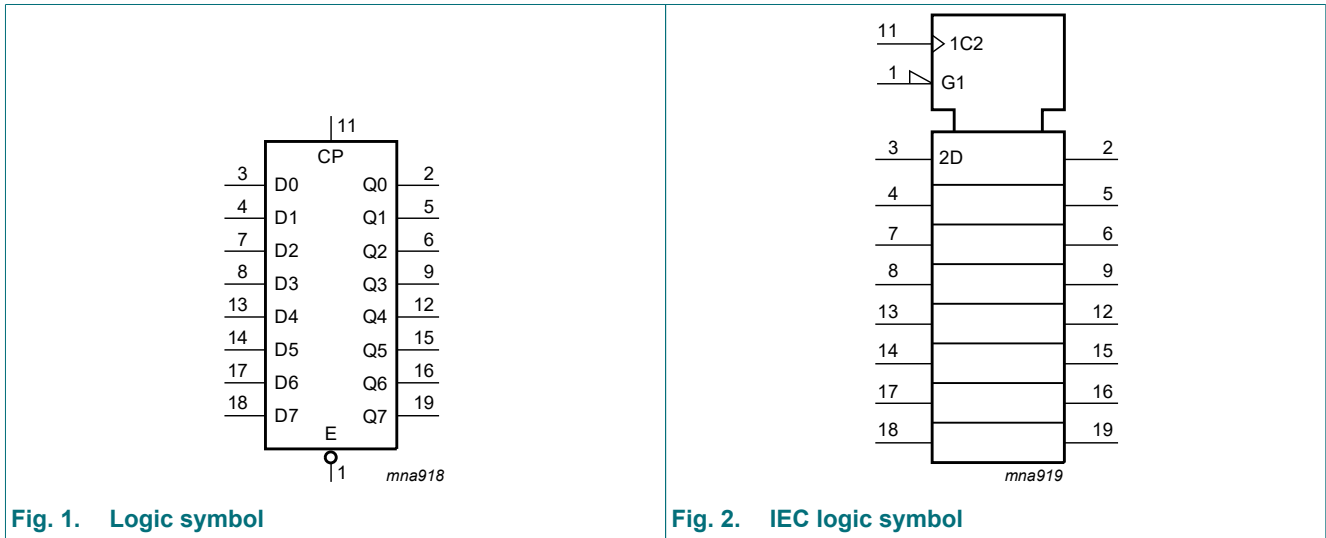 11
CP
3 D0 Q0 2
4 D1 Q1 5
7 D2 Q2 6
8 D3 Q3 9
13 D4 Q4 12
14 D5 Q5 15
17 D6 Q6 16
18 D7 Q7 19
E
1
mna918
Fig. 1. Logic symbol
11 1C2
1 G1
3 2D 2
4 5
7 6
8 9
13 12
14 15
17 16
18 19
mna919
Fig. 2. IEC logic symbol